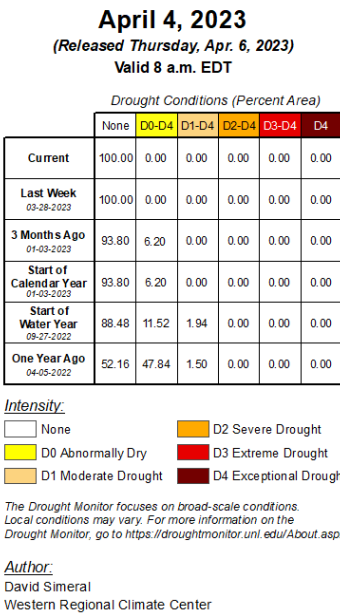 April 4, 2023
(Released Thursday, Apr. 6, 2023)
Valid 8 a.m. EDT
Drought Conditions (Percent Area)
None D0-D4 D1-D4 D2-D4 D3-D4 D4
Current 100.00 0.00 0.00 0.00 0.00 0.00
Last Week 03-28-2023 100.00 0.00 0.00 0.00 0.00 0.00
3 Months Ago 01-03-2023 93.80 6.20 0.00 0.00 0.00 0.00
Start of Calendar Year 01-03-2023 93.80 6.20 0.00 0.00 0.00 0.00
Start of Water Year 09-27-2022 88.48 11.52 1.94 0.00 0.00 0.00
One Year Ago 04-05-2022 52.16 47.84 1.50 0.00 0.00 0.00
Intensity:
None D2 Severe Drought
D0 Abnormally Dry D3 Extreme Drought
D1 Moderate Drought D4 Exceptional Drough
The Drought Monitor focuses on broad-scale conditions.
Local conditions may vary. For more information on the
Drought Monitor, go to https://droughtmonitor.unl.edu/About.asp
Author:
David Simeral
Western Regional Climate Center